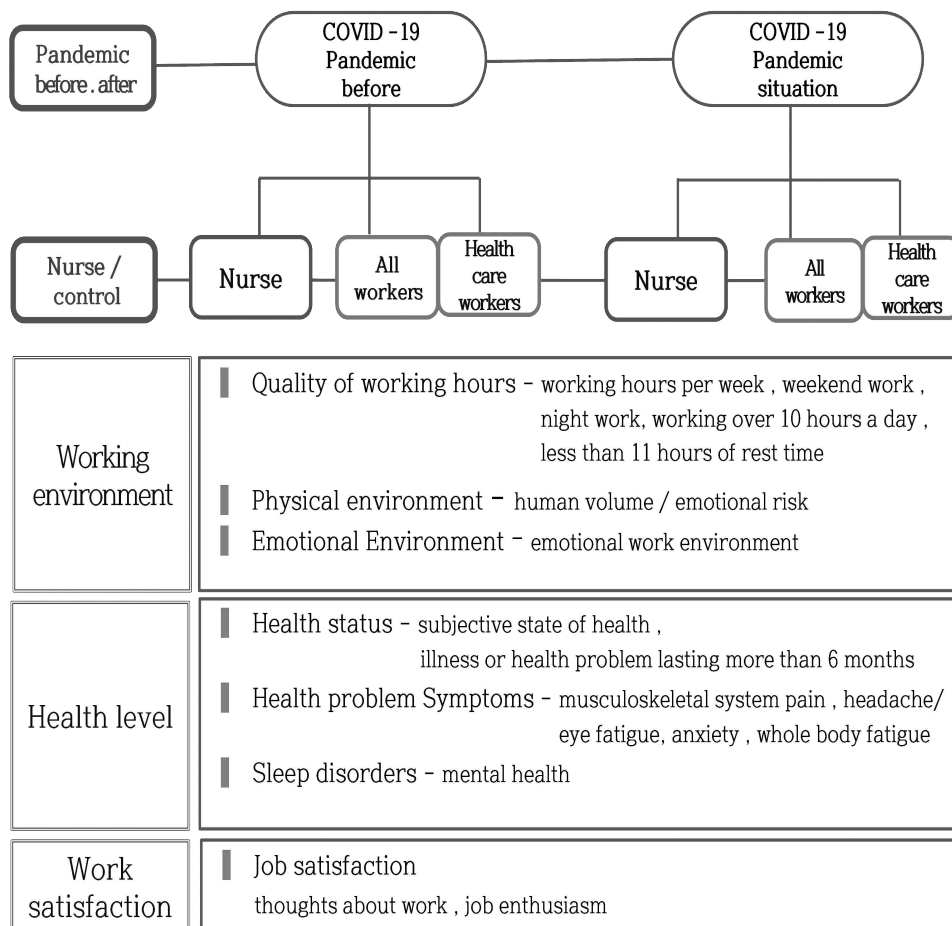 Pandemic
before . after
COVID -19
Pandemic
before
COVID -19
Pandemic
situation
Nurse /
control
Nurse
All
workers
Health
care
workers
Nurse
All
workers
Health
care
workers
Working
environment
Quality of working hours - working hours per week , weekend work ,
night work, working over 10 hours a day ,
less than 11 hours of rest time
Physical environment - human volume / emotional risk
Emotional Environment - emotional work environment
Health level
Health status - subjective state of health ,
illness or health problem lasting more than 6 months
Health problem Symptoms - musculoskeletal system pain , headache/
eye fatigue, anxiety , whole body fatigue
Sleep disorders - mental health
Work
satisfaction
Job satisfaction
thoughts about work , job enthusiasm